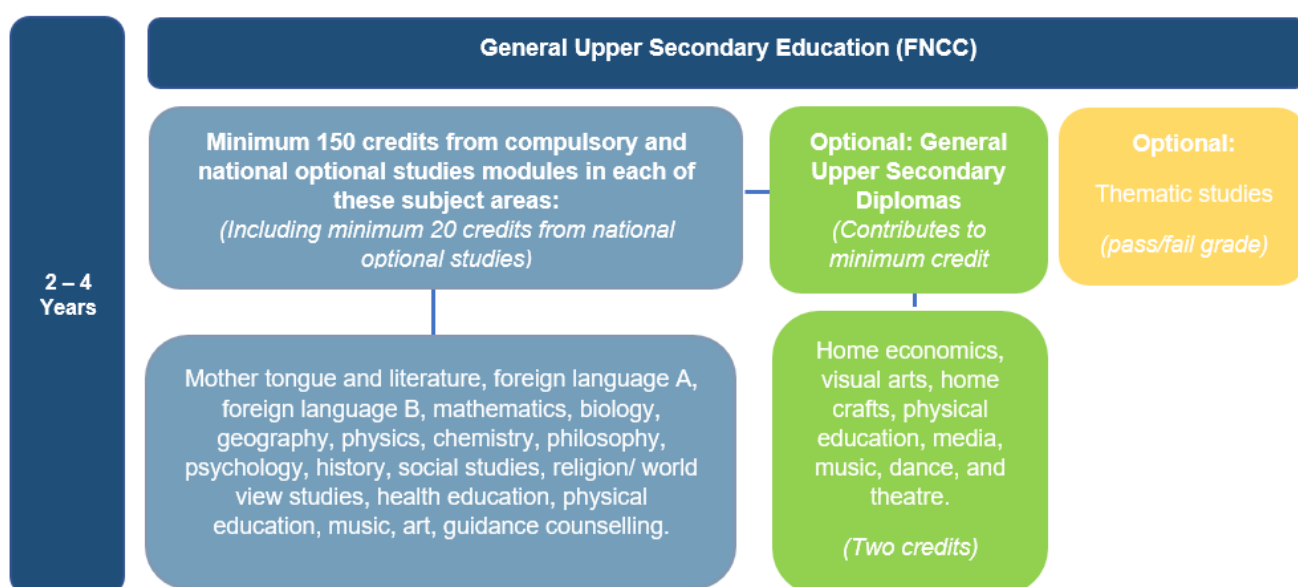 General Upper Secondary Education (FNCC)
2 – 4
Years
Minimum 150 credits from compulsory and
national optional studies modules in each of
these subject areas:
(Including minimum 20 credits from national
optional studies)
Optional: General
Upper Secondary
Diplomas
(Contributes to
minimum credit
Optional:
Thematic studies
(pass/fail grade)
Mother tongue and literature, foreign language A,
foreign language B, mathematics, biology,
geography, physics, chemistry, philosophy,
psychology, history, social studies, religion/ world
view studies, health education, physical
education, music, art, guidance counselling.
Home economics,
visual arts, home
crafts, physical
education, media,
music, dance, and
theatre.
(Two credits)